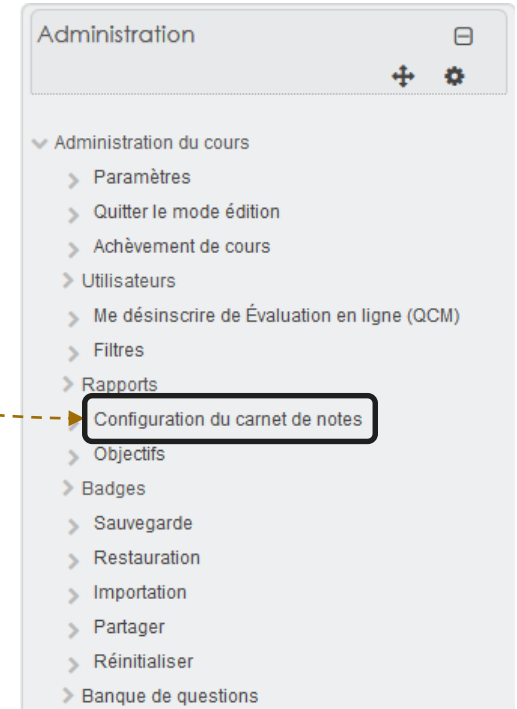 Administration
Administration du cours
Paramètres
Quitter le mode édition
Achèvement de cours
Utilisateurs
Me désinscrire de Évaluation en ligne (QCM)
Filtres
Rapports
Configuration du carnet de notes
Objectifs
Badges
Sauvegarde
Restauration
Importation
Partager
Réinitialiser
Banque de questions